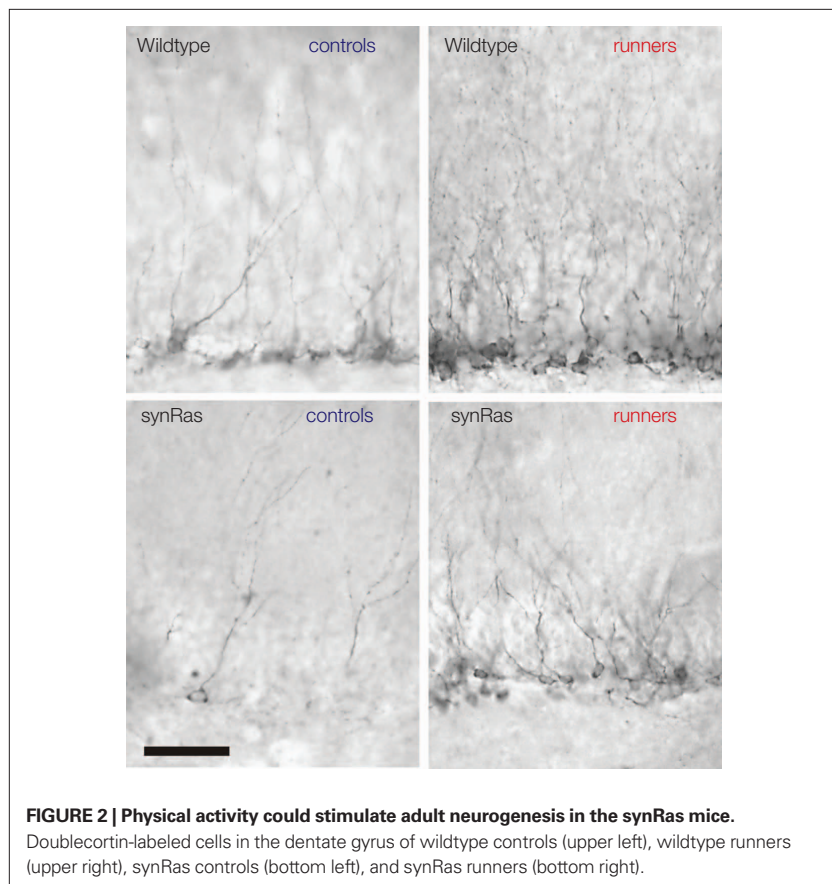 Wildtype controls
Wildtype runners
synRas controls
synRas runners
FIGURE 2 | Physical activity could stimulate adult neurogenesis in the synRas mice.
Doublecortin-labeled cells in the dentate gyrus of wildtype controls (upper left), wildtype runners
(upper right), synRas controls (bottom left), and synRas runners (bottom right).